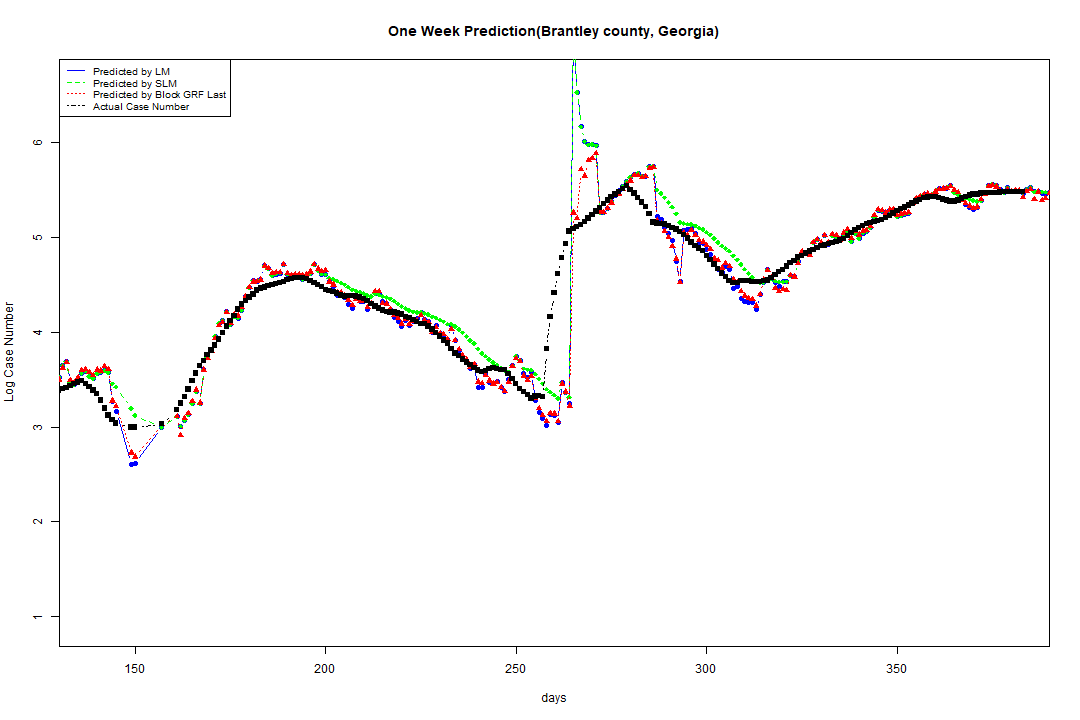 One Week Prediction(Brantley county, Georgia)
Predicted by LM
Predicted by SLM
Predicted by Block GRF Last
Actual Case Number
Log Case Number
6
5
4
3
2
1
150 200 250 300 350
days